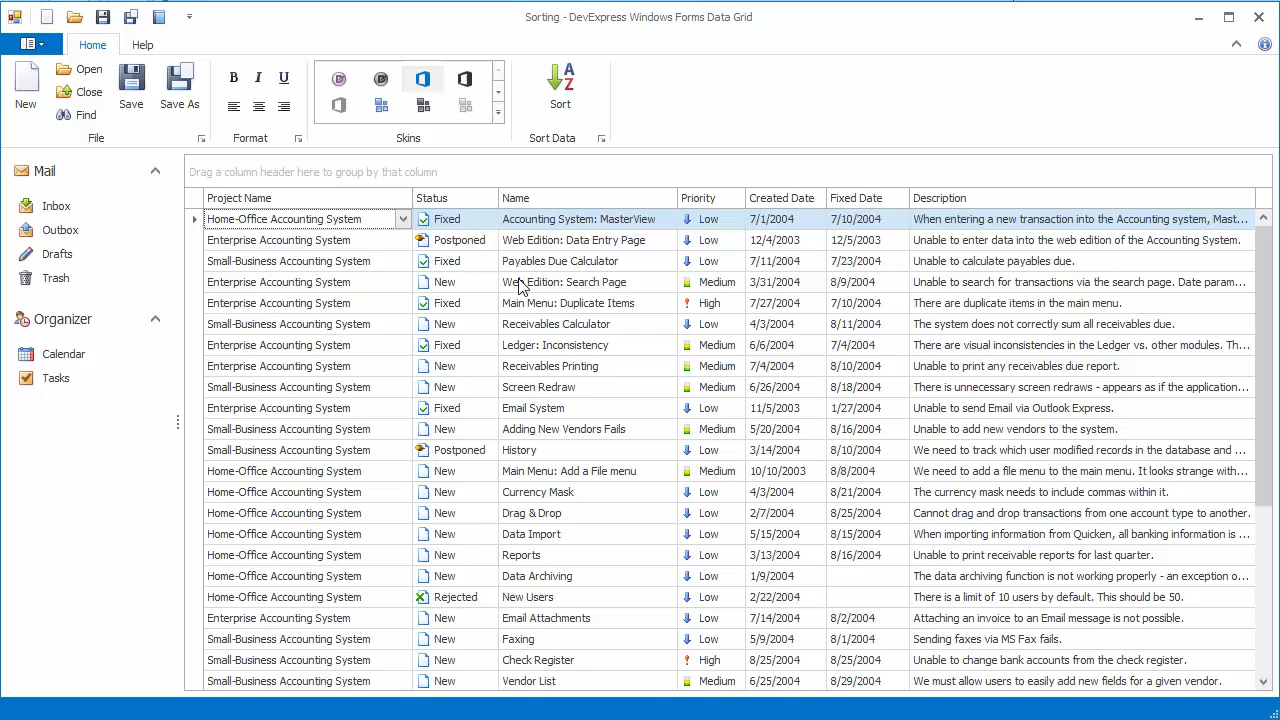 Sorting - DevExpress Windows Forms Data Grid
Home Help
New
Open
Close
Find
Save
Save As
B I U
A
Z
Sort
File Format Skins Sort Data
Mail
Inbox
Outbox
Drafts
Trash
Organizer
Calendar
Tasks
Drag a column header here to group by that column
Project Name Status Name Priority Created Date Fixed Date Description
Home-Office Accounting System Fixed Accounting System: MasterView Low 7/1/2004 7/10/2004 When entering a new transaction into the Accounting system, Mast...
Enterprise Accounting System Postponed Web Edition: Data Entry Page Low 12/4/2003 12/5/2003 Unable to enter data into the web edition of the Accounting System.
Small-Business Accounting System Fixed Payables Due Calculator Low 7/11/2004 7/23/2004 Unable to calculate payables due.
Enterprise Accounting System New Web Edition: Search Page Medium 3/31/2004 8/9/2004 Unable to search for transactions via the search page. Date param...
Enterprise Accounting System Fixed Main Menu: Duplicate Items High 7/27/2004 7/10/2004 There are duplicate items in the main menu.
Small-Business Accounting System New Receivables Calculator Low 4/3/2004 8/11/2004 The system does not correctly sum all receivables due.
Enterprise Accounting System Fixed Ledger: Inconsistency Medium 6/6/2004 7/4/2004 There are visual inconsistencies in the Ledger vs. other modules. Th...
Enterprise Accounting System New Receivables Printing Medium 7/4/2004 8/10/2004 Unable to print any receivables due report.
Small-Business Accounting System New Screen Redraw Medium 6/26/2004 8/18/2004 There is unnecessary screen redraws - appears as if the application...
Enterprise Accounting System Fixed Email System Low 11/5/2003 1/27/2004 Unable to send Email via Outlook Express.
Small-Business Accounting System New Adding New Vendors Fails Medium 5/20/2004 8/16/2004 Unable to add new vendors to the system.
Small-Business Accounting System Postponed History Low 3/14/2004 8/10/2004 We need to track which user modified records in the database and ...
Home-Office Accounting System New Main Menu: Add a File menu Medium 10/10/2003 8/8/2004 We need to add a file menu to the main menu. It looks strange with...
Home-Office Accounting System New Currency Mask Low 4/3/2004 8/21/2004 The currency mask needs to include commas within it.
Home-Office Accounting System New Drag & Drop Low 2/7/2004 8/25/2004 Cannot drag and drop transactions from one account type to another.
Home-Office Accounting System New Data Import Low 5/15/2004 8/15/2004 When importing information from Quicken, all banking information is ...
Home-Office Accounting System New Reports Low 3/13/2004 8/16/2004 Unable to print receivable reports for last quarter.
Home-Office Accounting System New Data Archiving Low 1/9/2004 The data archiving function is not working properly - an exception o...
Home-Office Accounting System Rejected New Users Low 2/22/2004 There is a limit of 10 users by default. This should be 50.
Enterprise Accounting System New Email Attachments Low 7/14/2004 8/2/2004 Attaching an invoice to an Email message is not possible.
Small-Business Accounting System New Faxing Low 5/9/2004 8/1/2004 Sending faxes via MS Fax fails.
Small-Business Accounting System New Check Register High 8/25/2004 8/25/2004 Unable to change bank accounts from the check register.
Small-Business Accounting System New Vendor List Medium 6/25/2004 8/29/2004 We must allow users to easily add new fields for a given vendor.